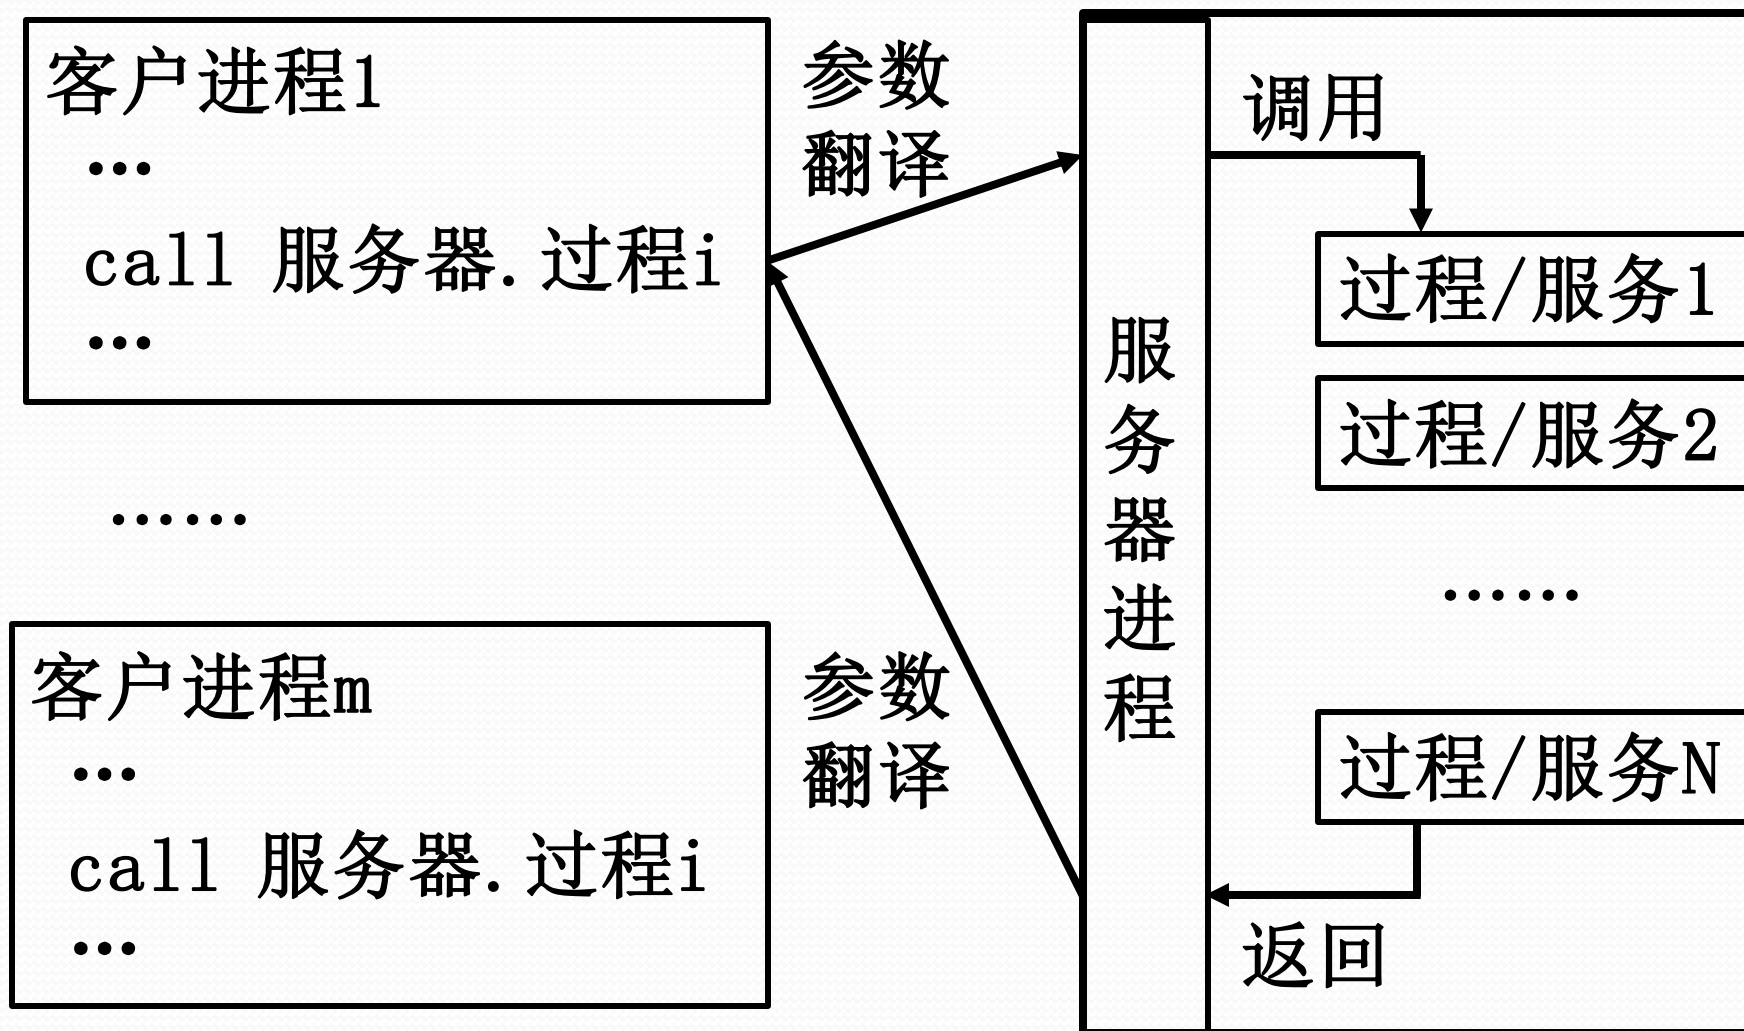 客户进程1
…
call 服务器.过程i
…
……
客户进程m
…
call 服务器.过程i
…
参数
翻译
参数
翻译
服
务
器
进
程
调用
过程/服务1
过程/服务2
……
过程/服务N
返回